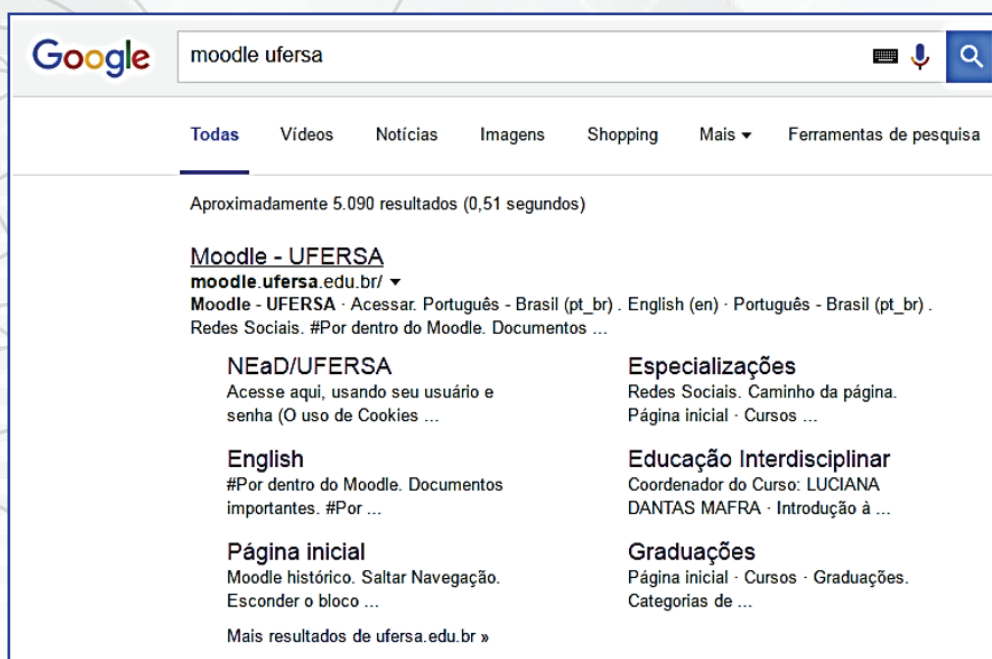 Google
moodle ufersa
Todas Vídeos Notícias Imagens Shopping Mais Ferramentas de pesquisa
Aproximadamente 5.090 resultados (0,51 segundos)
Moodle - UFERSA
moodle.ufersa.edu.br/
Moodle - UFERSA · Acessar. Português - Brasil (pt_br) . English (en) · Português - Brasil (pt_br) .
Redes Sociais. #Por dentro do Moodle. Documentos ...
NEaD/UFERSA
Acesse aqui, usando seu usuário e
senha (O uso de Cookies ...
Especializações
Redes Sociais. Caminho da página.
Página inicial · Cursos ...
English
#Por dentro do Moodle. Documentos
importantes. #Por ...
Educação Interdisciplinar
Coordenador do Curso: LUCIANA
DANTAS MAFRA · Introdução à ...
Página inicial
Moodle histórico. Saltar Navegação.
Esconder o bloco ...
Graduações
Página inicial · Cursos · Graduações.
Categorias de ...
Mais resultados de ufersa.edu.br »